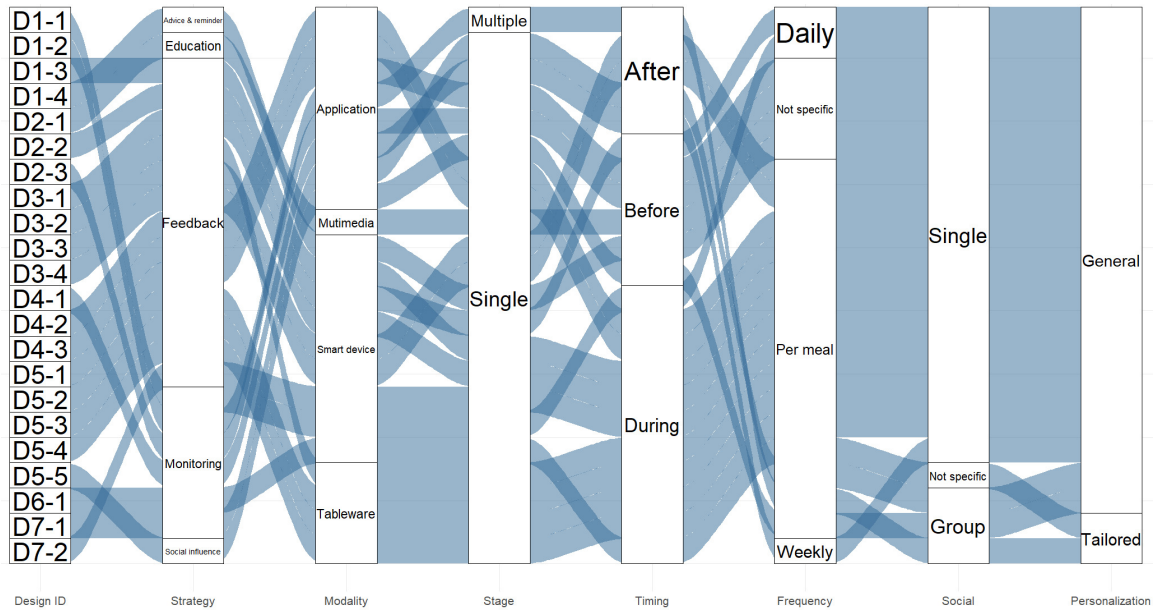 D1-1
D1-2
D1-3
D1-4
D2-1
D2-2
D2-3
D3-1
D3-2
D3-3
D3-4
D4-1
D4-2
D4-3
D5-1
D5-2
D5-3
D5-4
D5-5
D6-1
D7-1
D7-2
Design ID
Advice & reminder
Education
Feedback
Monitoring
Social influence
Strategy
Application
Mutimedia
Smart device
Tableware
Modality
Multiple
Single
Stage
After
Before
During
Timing
Daily
Not specific
Per meal
Weekly
Frequency
Single
Not specific
Group
Social
General
Tailored
Personalization